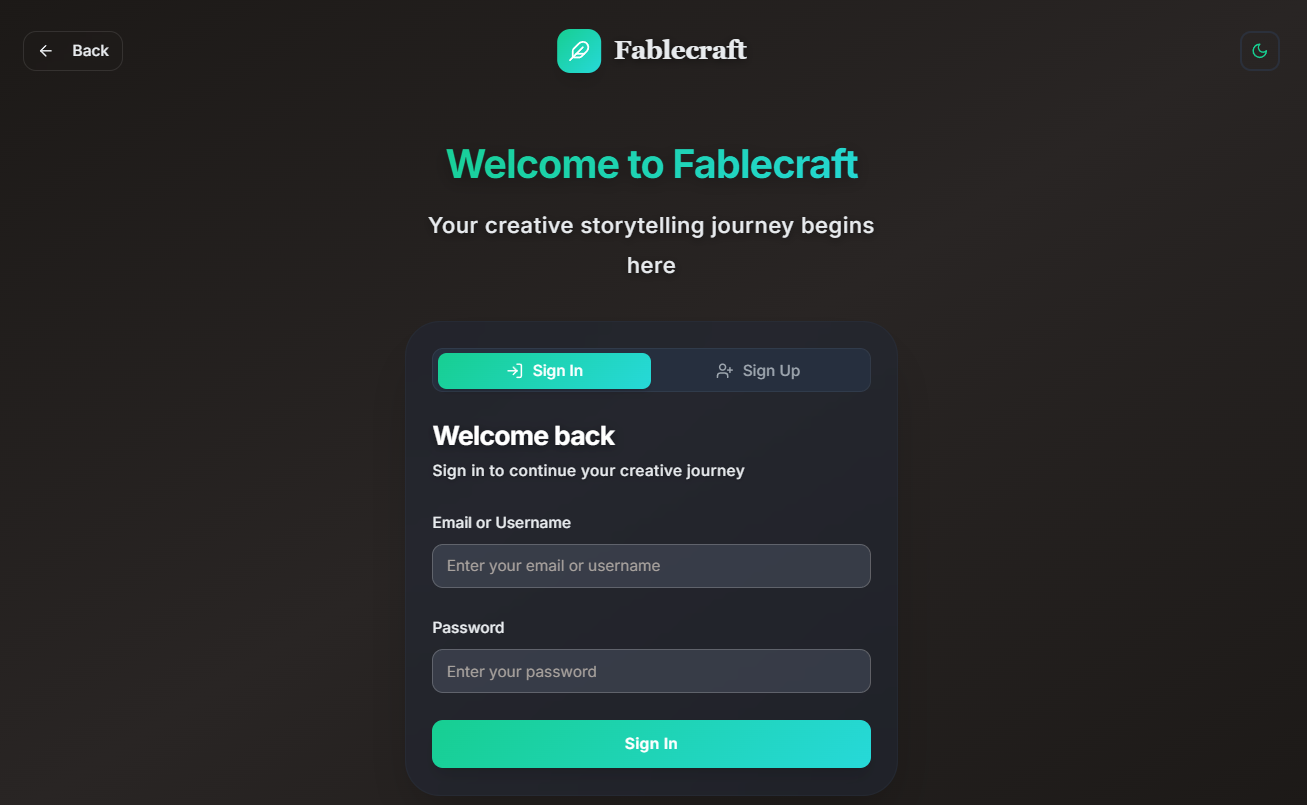 Back
Fablecraft
Welcome to Fablecraft
Your creative storytelling journey begins
here
Sign In
Sign Up
Welcome back
Sign in to continue your creative journey
Email or Username
Enter your email or username
Password
Enter your password
Sign In